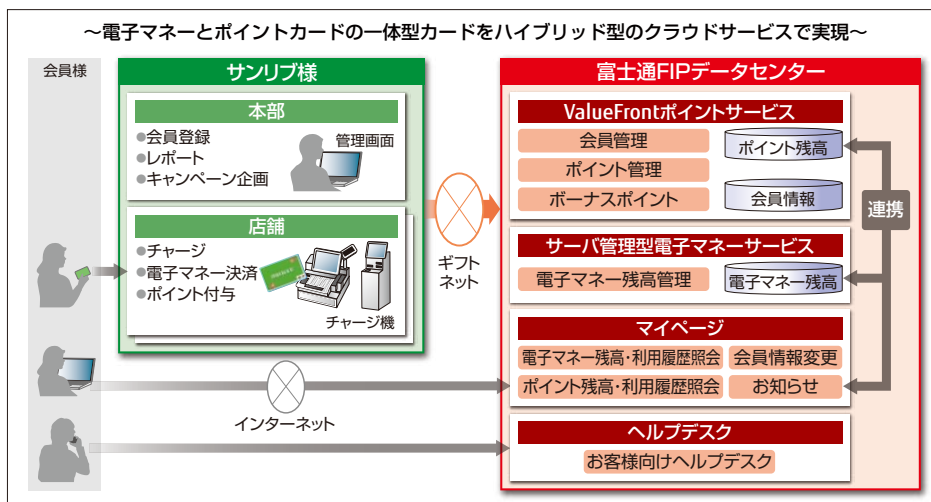 ～電子マネーとポイントカードの一体型カードをハイブリッド型のクラウドサービスで実現～
会員様
サンリブ様
本部
●会員登録
●レポート
●キャンペーン企画
管理画面
店舗
●チャージ
●電子マネー決済
●ポイント付与
チャージ機
ギフト
ネット
インターネット
富士通FIPデータセンター
ValueFrontポイントサービス
会員管理
ポイント管理
ボーナスポイント
ポイント残高
会員情報
連携
サーバ管理型電子マネーサービス
電子マネー残高管理
電子マネー残高
マイページ
電子マネー残高・利用履歴照会
会員情報変更
ポイント残高・利用履歴照会
お知らせ
ヘルプデスク
お客様向けヘルプデスク